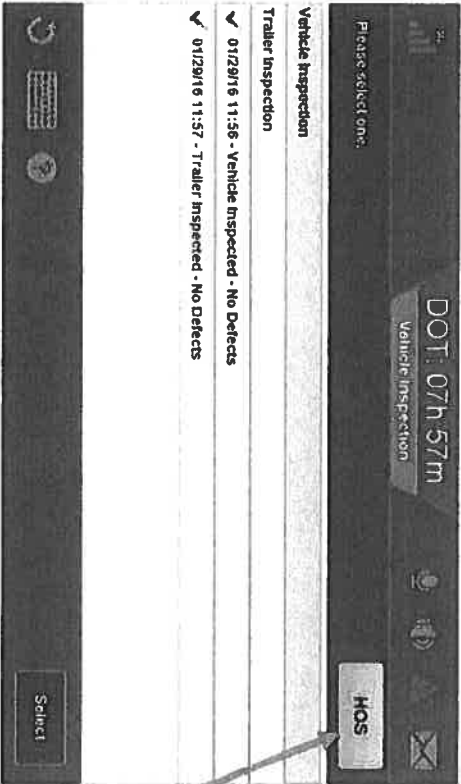 DOT: 07h 57m
Vehicle Inspection
Please select one.
HOS
Vehicle Inspection
Trailer Inspection
✓ 01/29/16 11:56 - Vehicle Inspected - No Defects
✓ 01/29/16 11:57 - Trailer Inspected - No Defects
Select